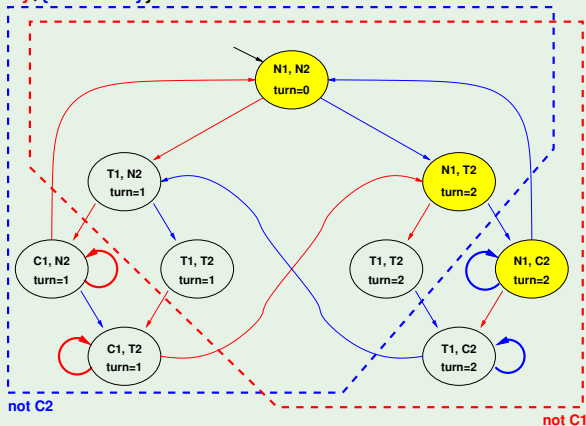 N1, N2
turn=0
T1, N2
turn=1
N1, T2
turn=2
C1, N2
turn=1
T1, T2
turn=1
T1, T2
turn=2
N1, C2
turn=2
C1, T2
turn=1
T1, C2
turn=2
not C2
not C1